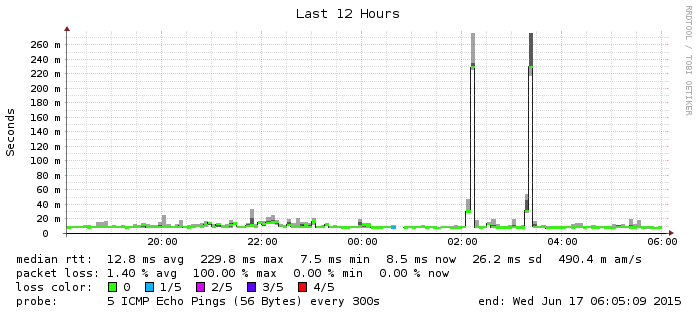 Last 12 Hours
RRDTOOL / TOBI OETIKER
Seconds
260 m
240 m
220 m
200 m
180 m
160 m
140 m
120 m
100 m
80 m
60 m
40 m
20 m
0
20:00 22:00 00:00 02:00 04:00 06:00
median rtt: 12.8 ms avg 229.8 ms max 7.5 ms min 8.5 ms now 26.2 ms sd 490.4 m am/s
packet loss: 1.40 % avg 100.00 % max 0.00 % min 0.00 % now
loss color: 0 1/5 2/5 3/5 4/5
probe: 5 ICMP Echo Pings (56 Bytes) every 300s end: Wed Jun 17 06:05:09 2015